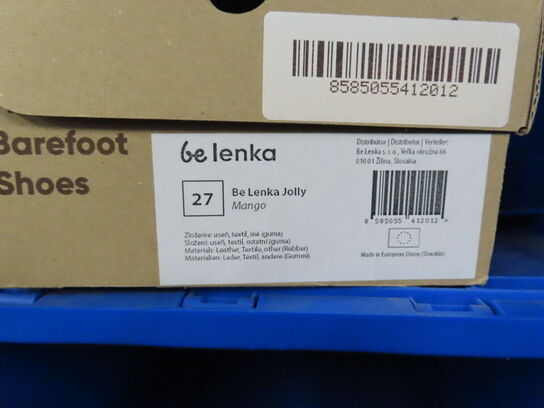 8585055412012
Barefoot
Shoes
be lenka
27
Be Lenka Jolly
Mango
Zloženie: useň, textil, iné (guma)
Složení: useň, textil, ostatní (guma)
Materials: Leather, Textile, other (Rubber)
Materialien: Leder, Textil, andere (Gummi)
Distribútor | Distributor | Verteiler:
Be Lenka s. r. o., Veľká okružná 66
010 01 Žilina, Slovakia
8 585055 412012 >
Made in European Union (Slovakia)